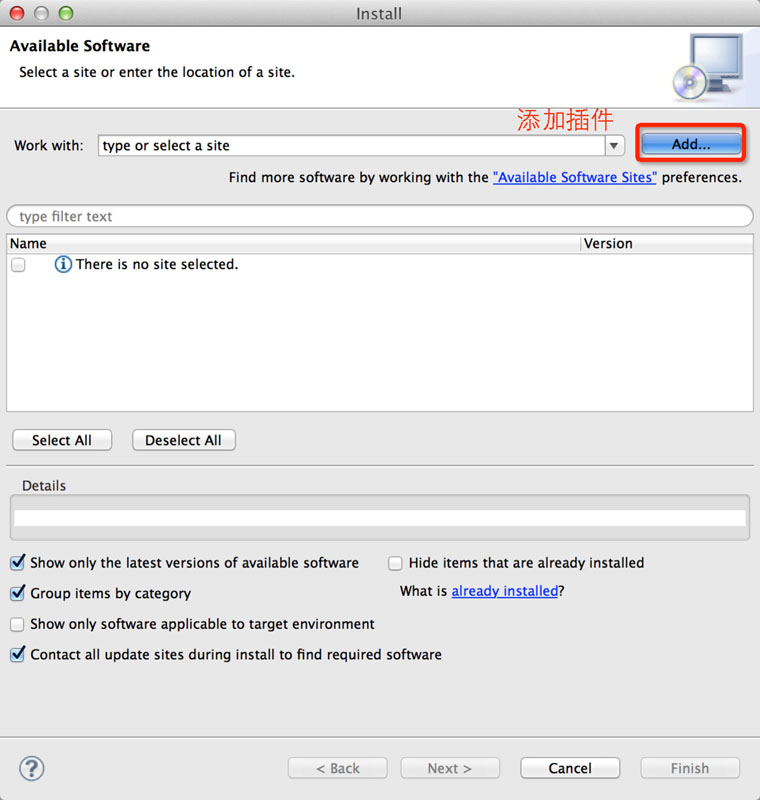 Install
Available Software
Select a site or enter the location of a site.
添加插件
Work with: type or select a site Add...
Find more software by working with the "Available Software Sites" preferences.
type filter text
Name Version
There is no site selected.
Select All Deselect All
Details
Show only the latest versions of available software Hide items that are already installed
Group items by category What is already installed?
Show only software applicable to target environment
Contact all update sites during install to find required software
? < Back Next > Cancel Finish